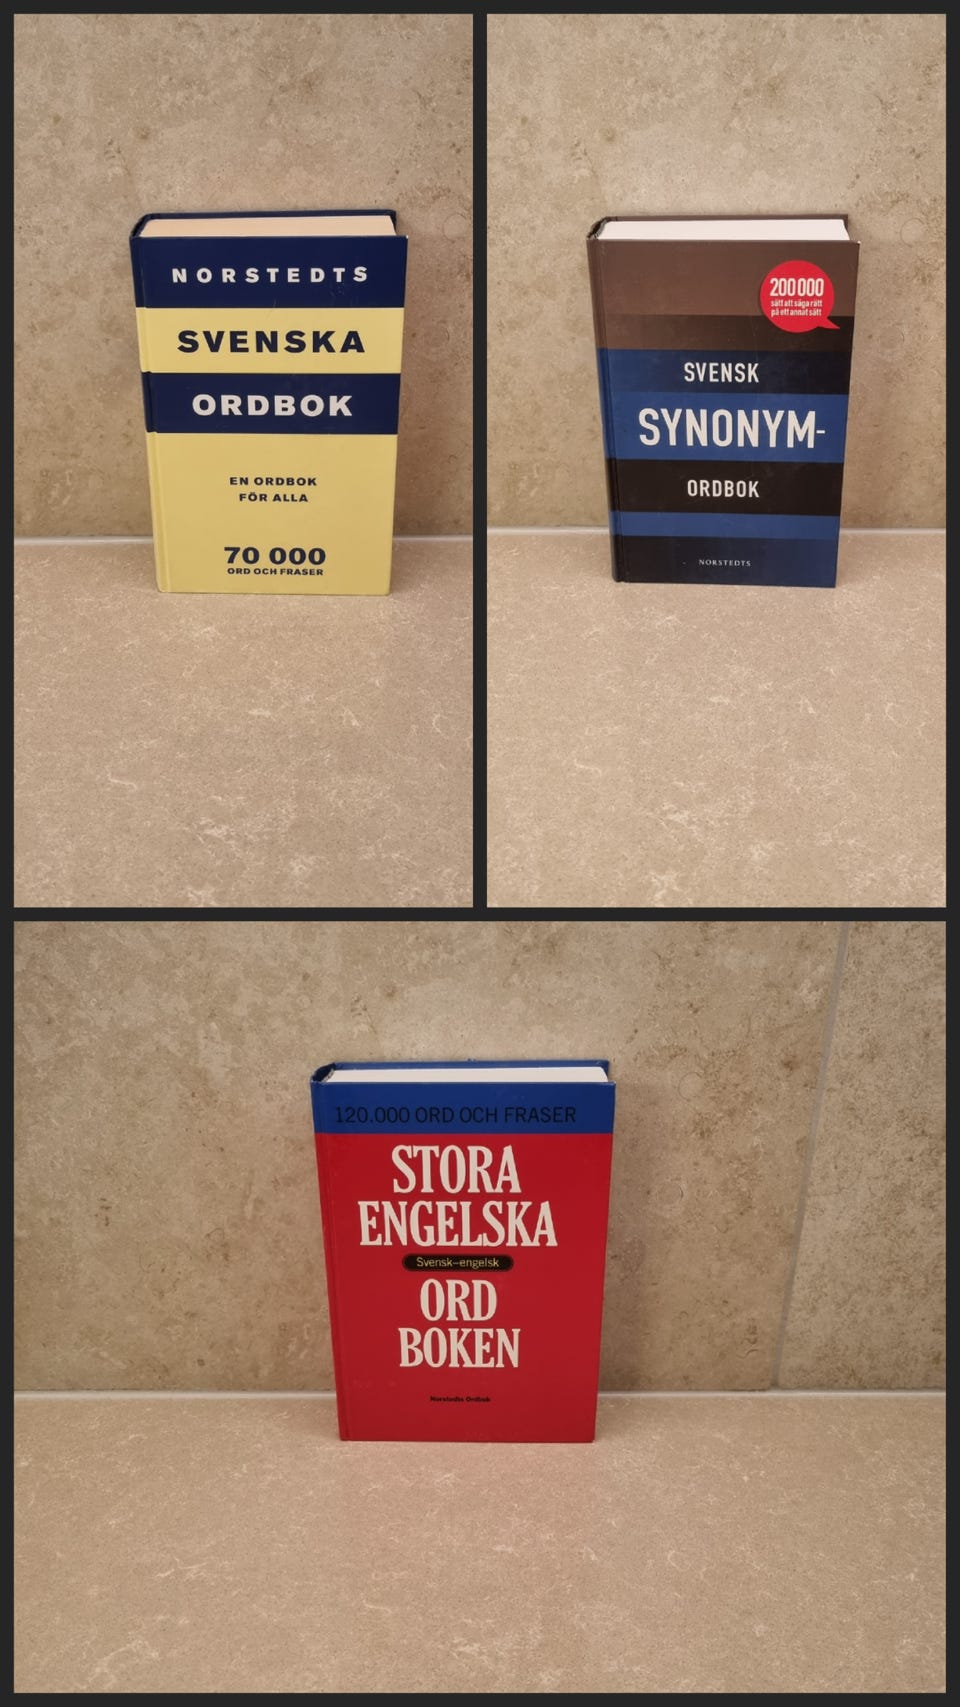 NORSTEDTS
SVENSKA
ORDBOK
EN ORDBOK
FÖR ALLA
70 000
ORD OCH FRASER
200 000
sätt att säga rätt
på ett annat sätt
SVENSK
SYNONYM-
ORDBOK
NORSTEDTS
120.000 ORD OCH FRASER
STORA
ENGELSKA
Svensk–engelsk
ORD
BOKEN
Norstedts Ordbok